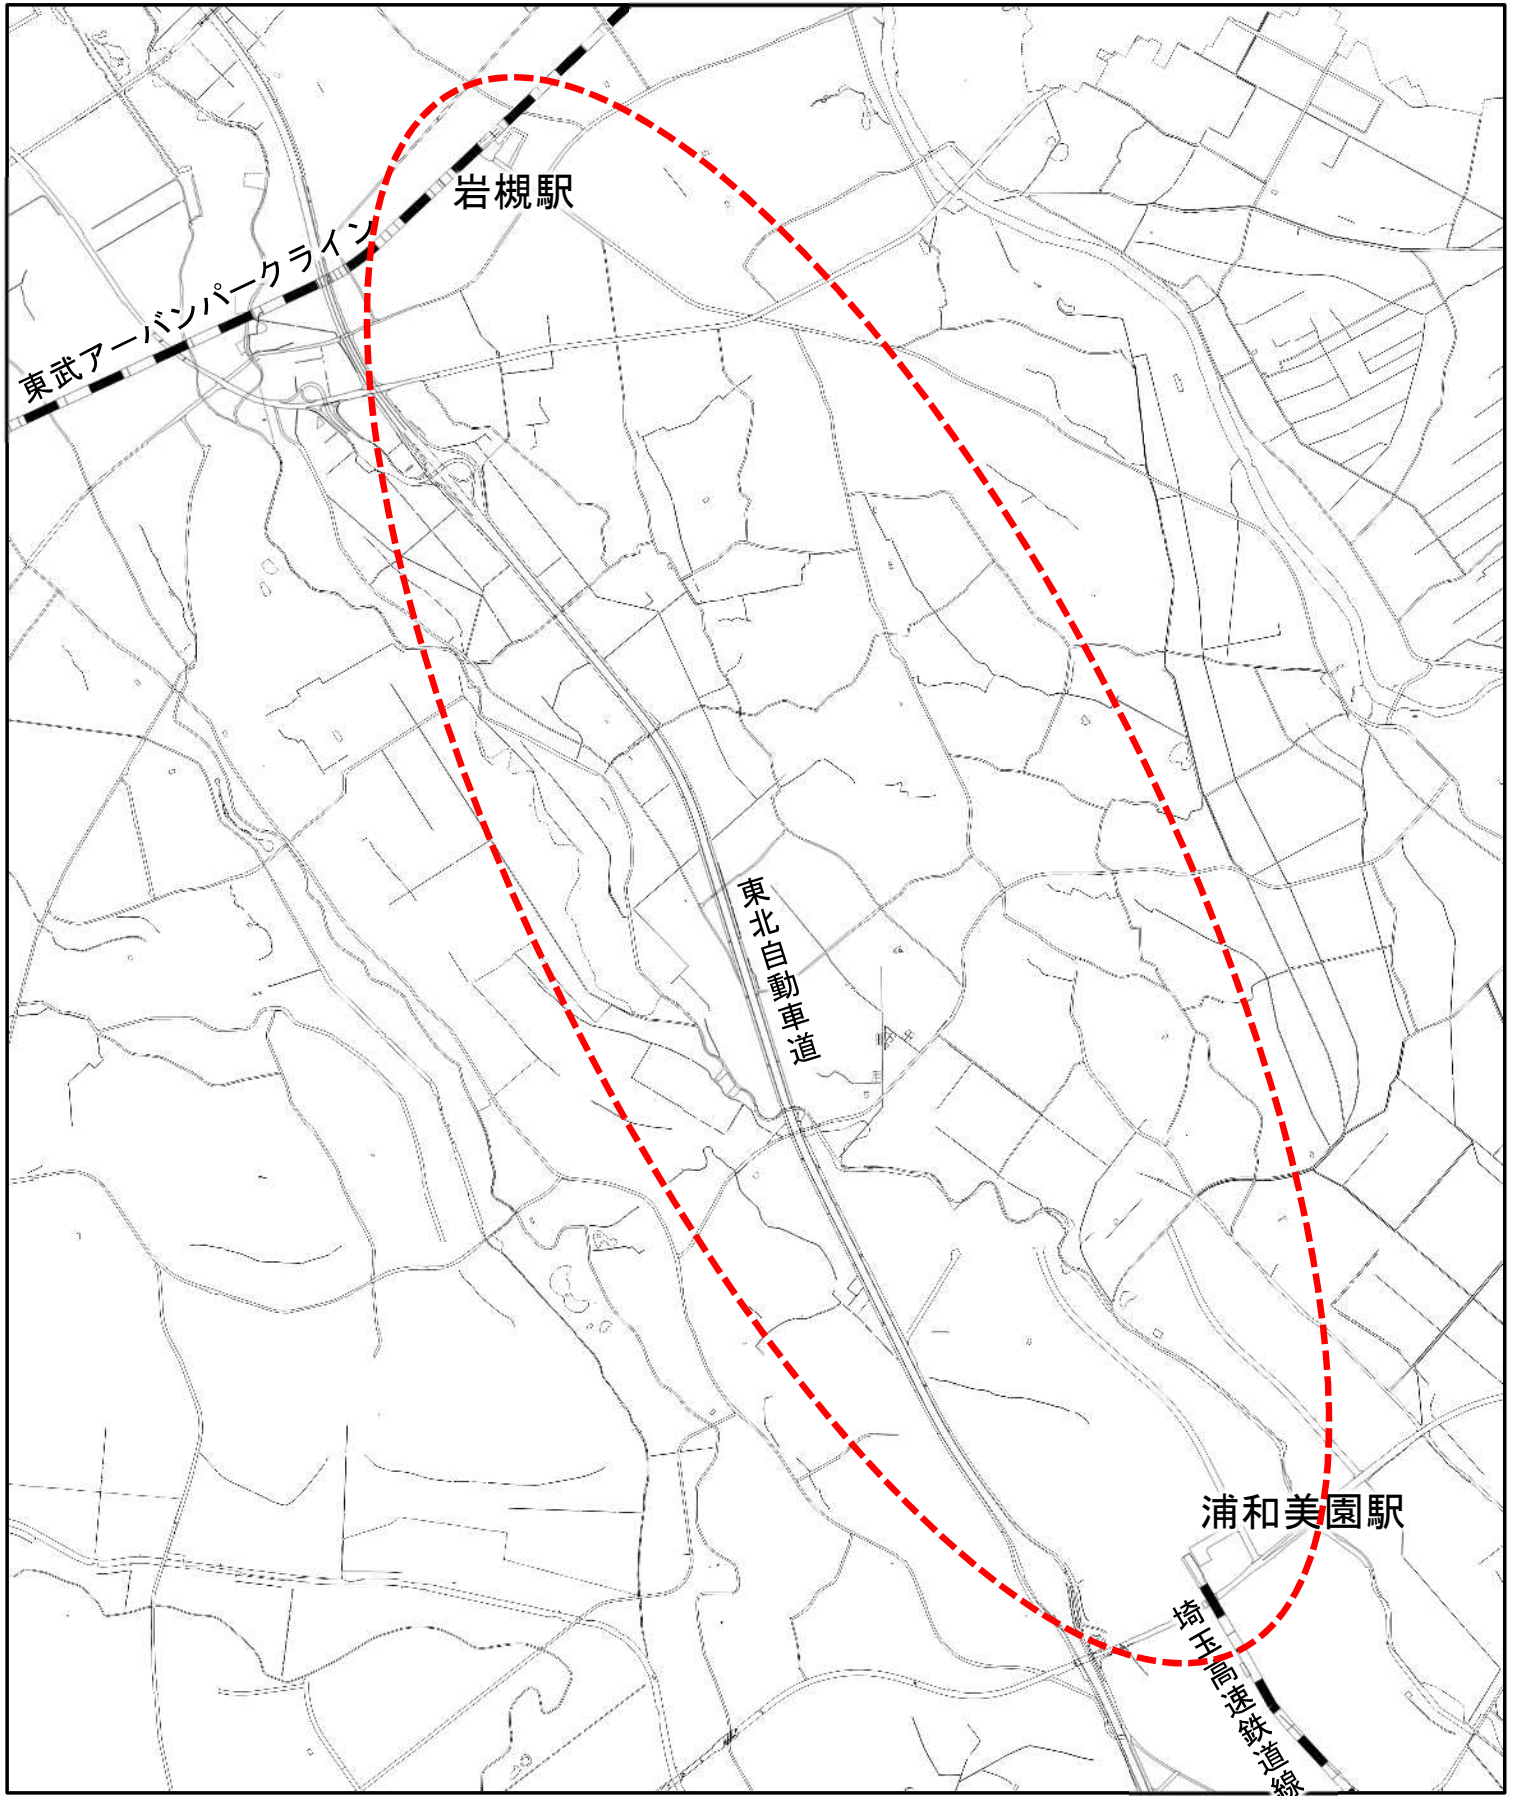 岩槻駅
東武アーバンパークライン
東北自動車道
浦和美園駅
埼玉高速鉄道線